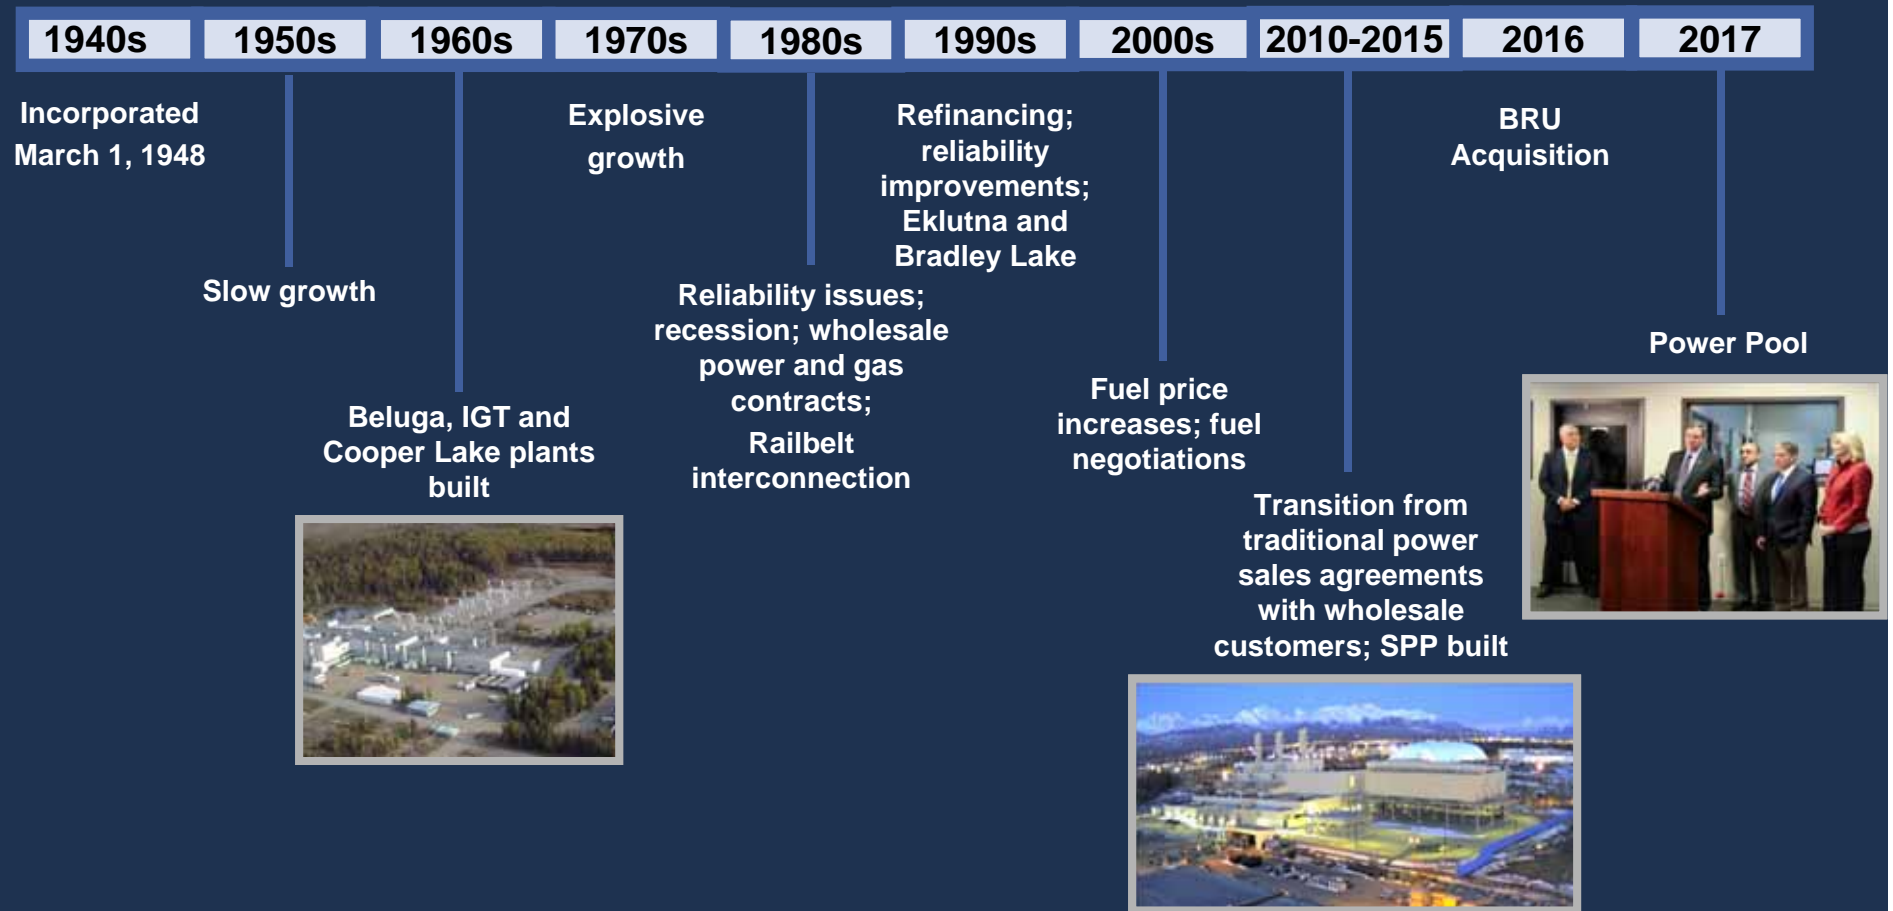 1940s
1950s
1960s
1970s
1980s
1990s
2000s
2010-2015
2016
2017
Incorporated
March 1, 1948
Slow growth
Beluga, IGT and
Cooper Lake plants
built
Explosive
growth
Reliability issues;
recession; wholesale
power and gas
contracts;
Railbelt
interconnection
Refinancing;
reliability
improvements;
Eklutna and
Bradley Lake
Fuel price
increases; fuel
negotiations
Transition from
traditional power
sales agreements
with wholesale
customers; SPP built
BRU
Acquisition
Power Pool